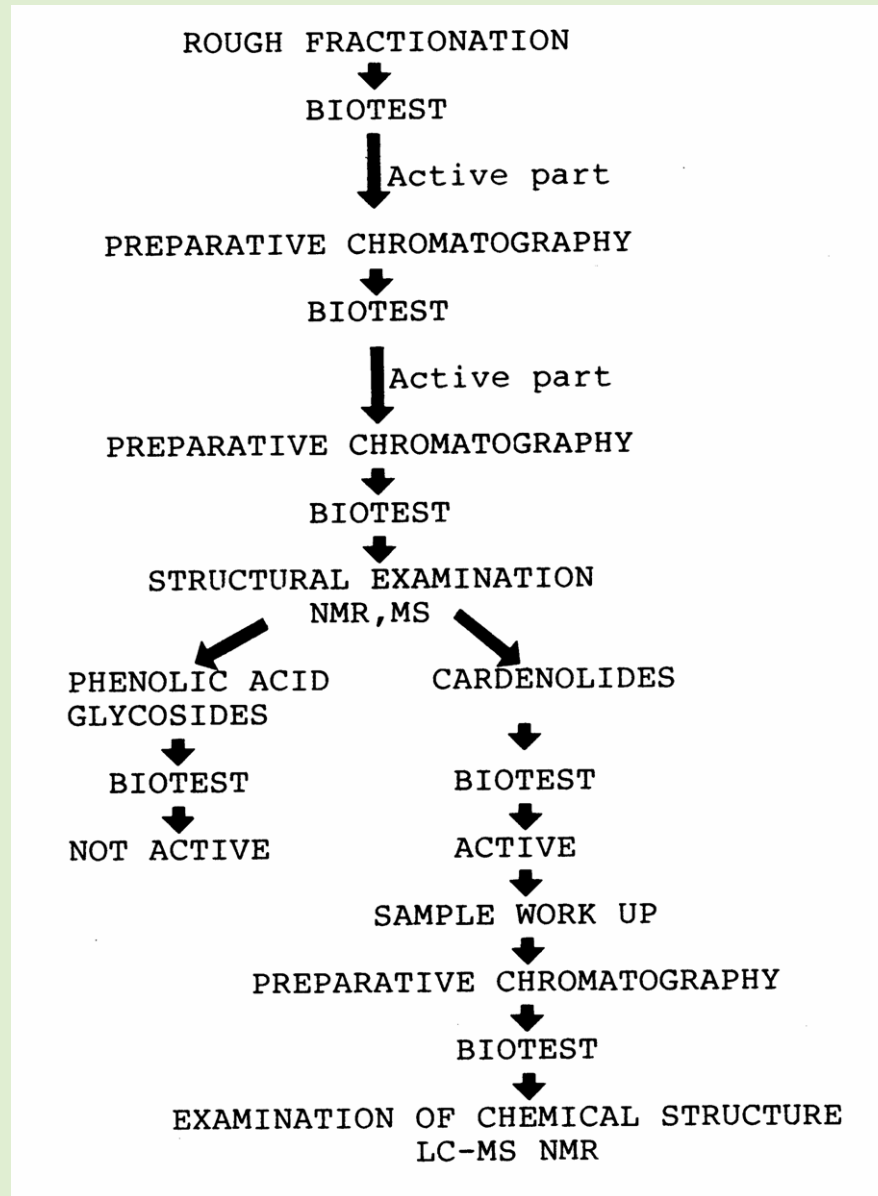 ROUGH FRACTIONATION
BIOTEST
Active part
PREPARATIVE CHROMATOGRAPHY
BIOTEST
Active part
PREPARATIVE CHROMATOGRAPHY
BIOTEST
STRUCTURAL EXAMINATION
NMR,MS
PHENOLIC ACID
GLYCOSIDES
BIOTEST
NOT ACTIVE
CARDENOLIDES
BIOTEST
ACTIVE
SAMPLE WORK UP
PREPARATIVE CHROMATOGRAPHY
BIOTEST
EXAMINATION OF CHEMICAL STRUCTURE
LC-MS NMR